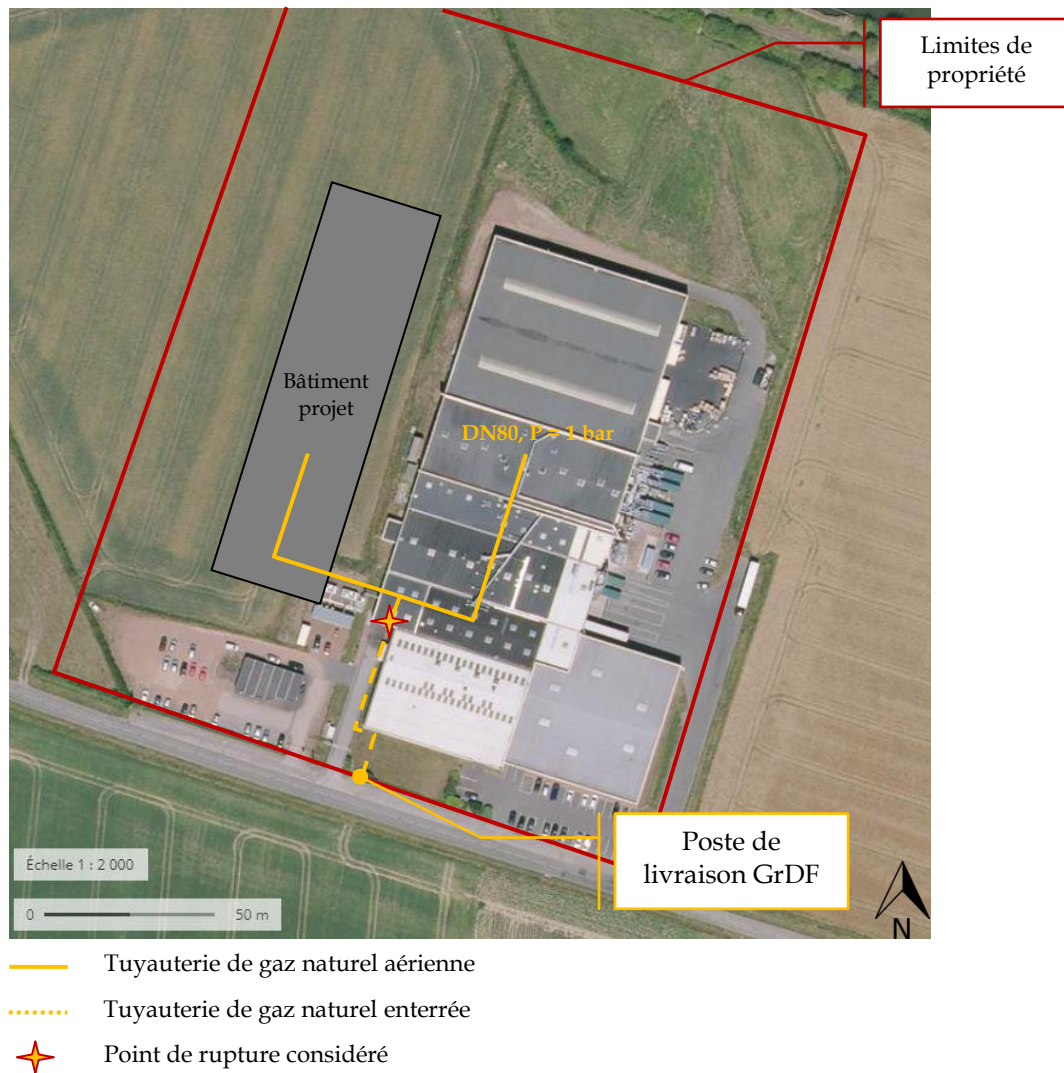 Limites de
propriété
Bâtiment
projet
DN80, P = 1 bar
Poste de
livraison GrDF
Échelle 1 : 2 000
0 50 m
N
Tuyauterie de gaz naturel aérienne
Tuyauterie de gaz naturel enterrée
Point de rupture considéré